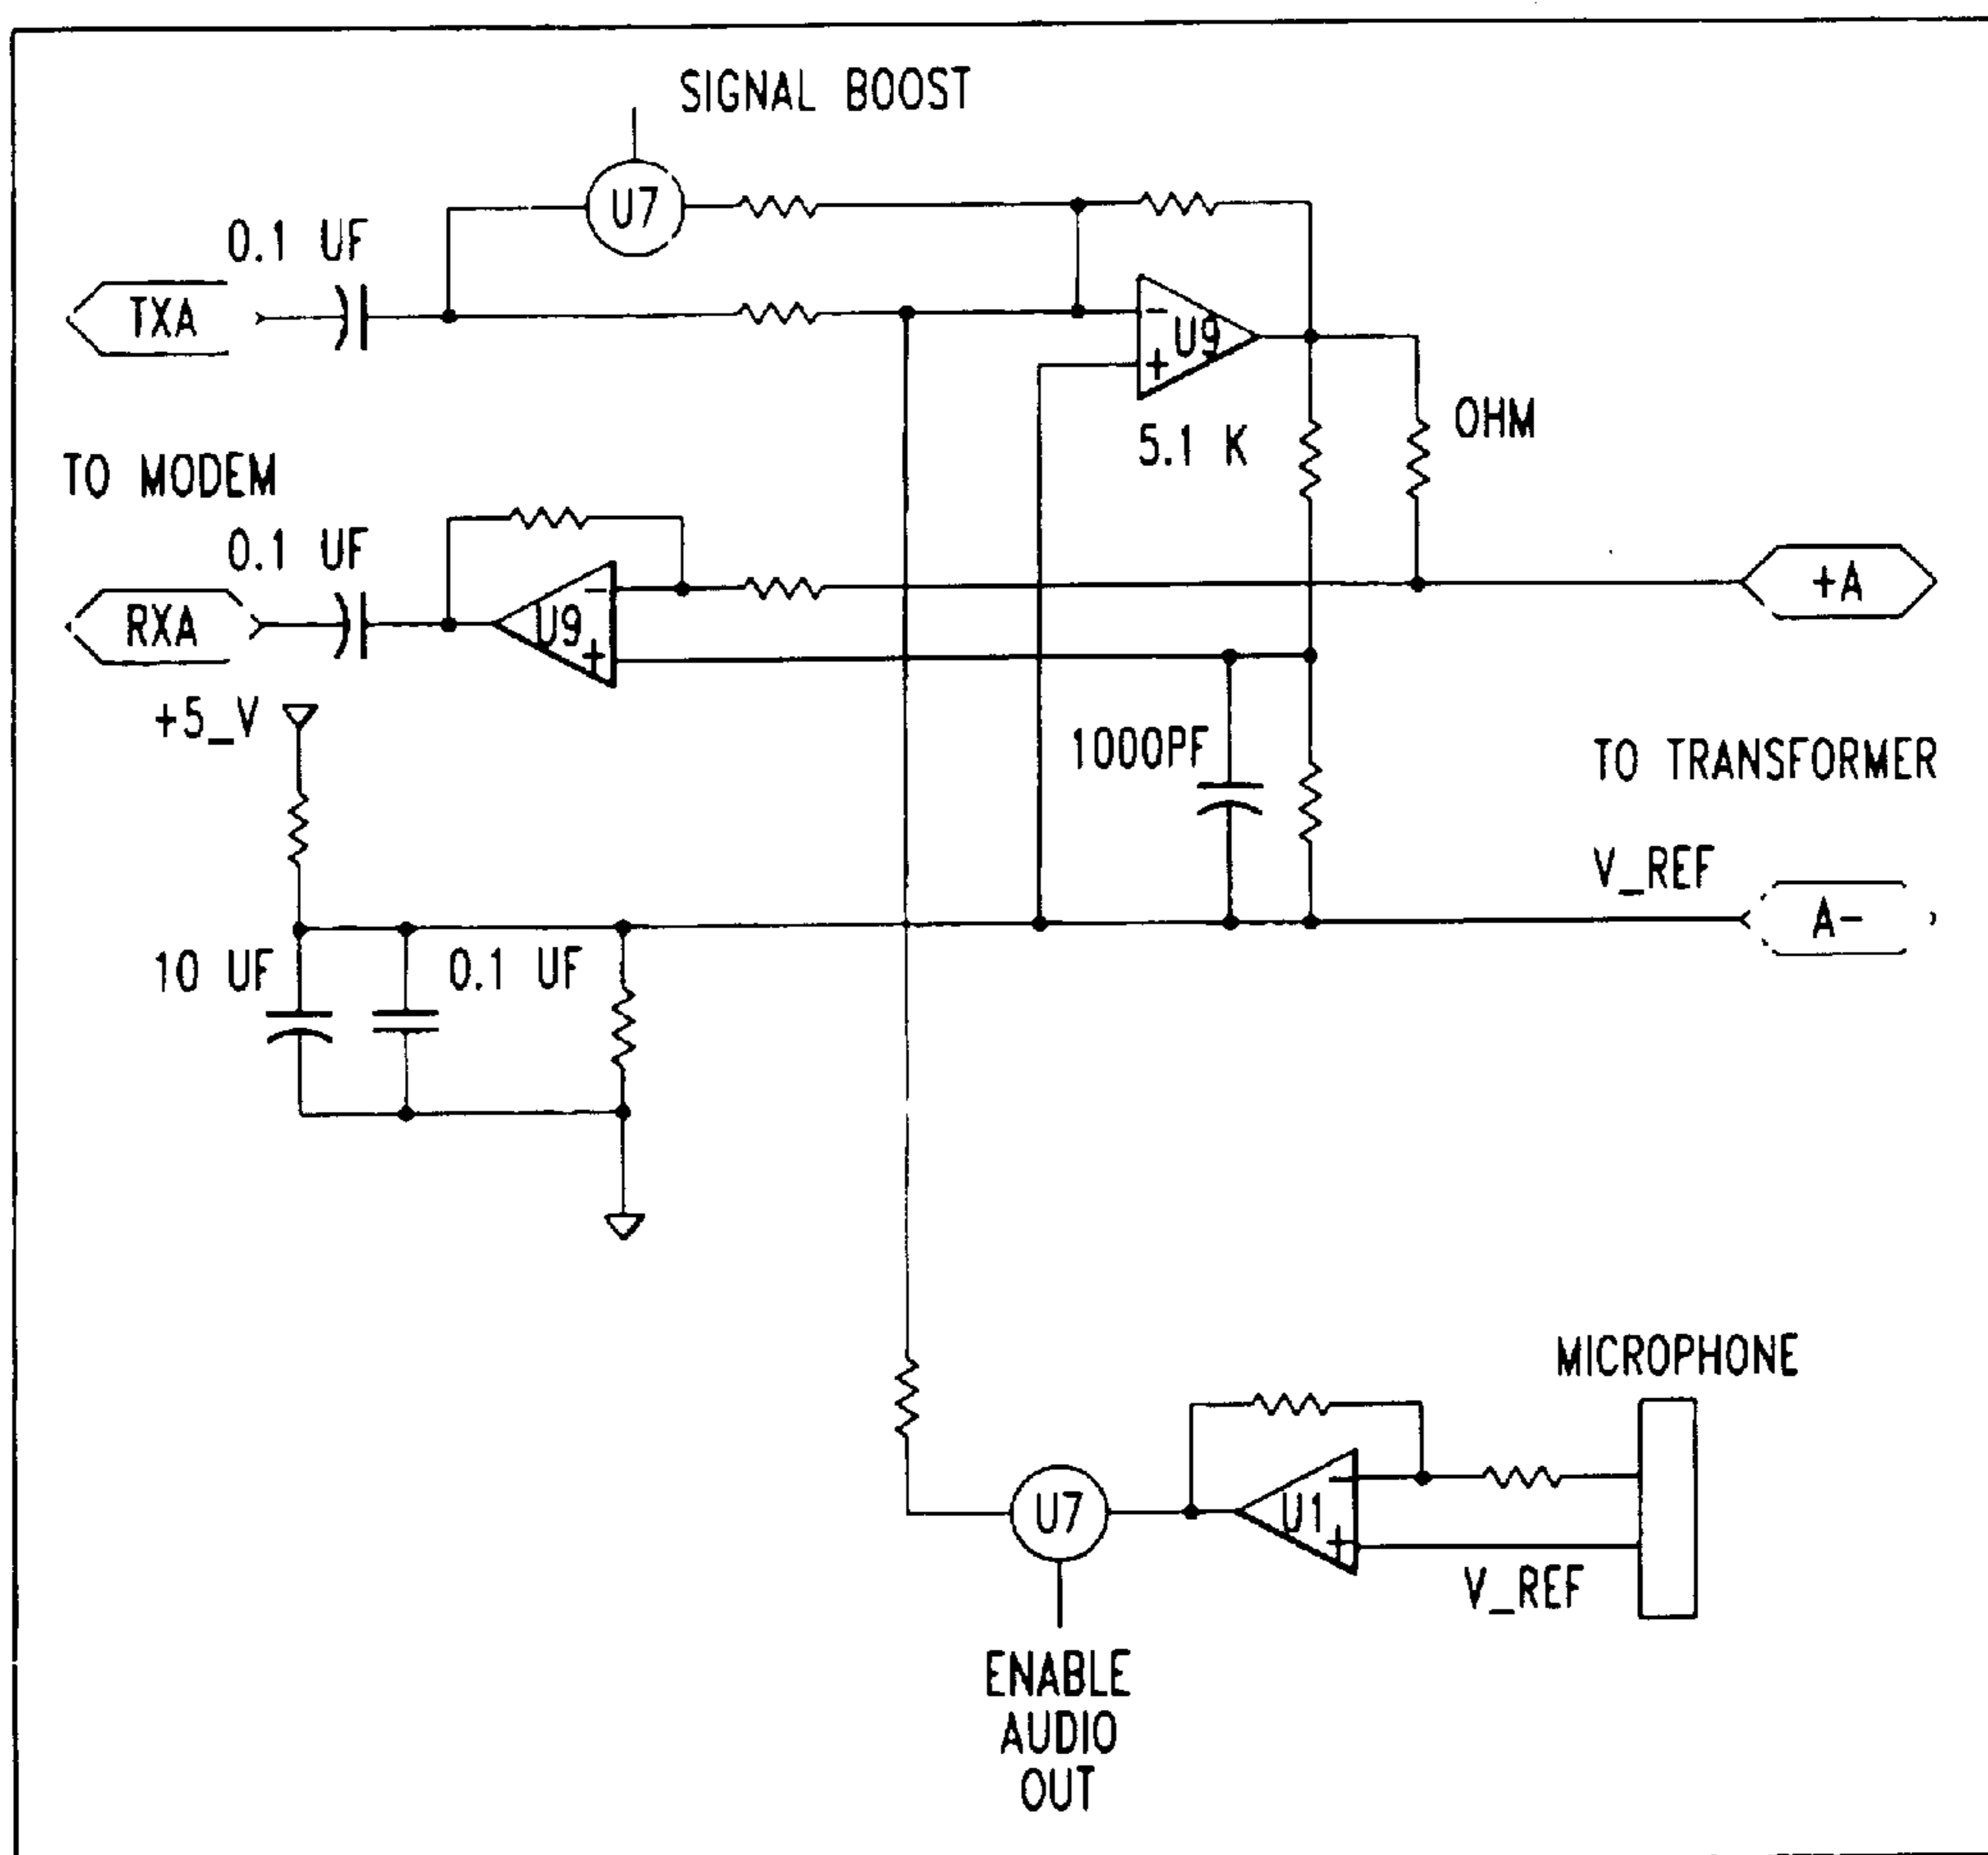 SIGNAL BOOST
U7
0.1 UF
TXA
-
U9
+
OHM
5.1 K
TO MODEM
0.1 UF
+A
-
RXA
U9
+
+5_V
1000PF
TO TRANSFORMER
V_REF
A-
10 UF
0.1 UF
MICROPHONE
-
U7
U1
+
V_REF
ENABLE
AUDIO
OUT